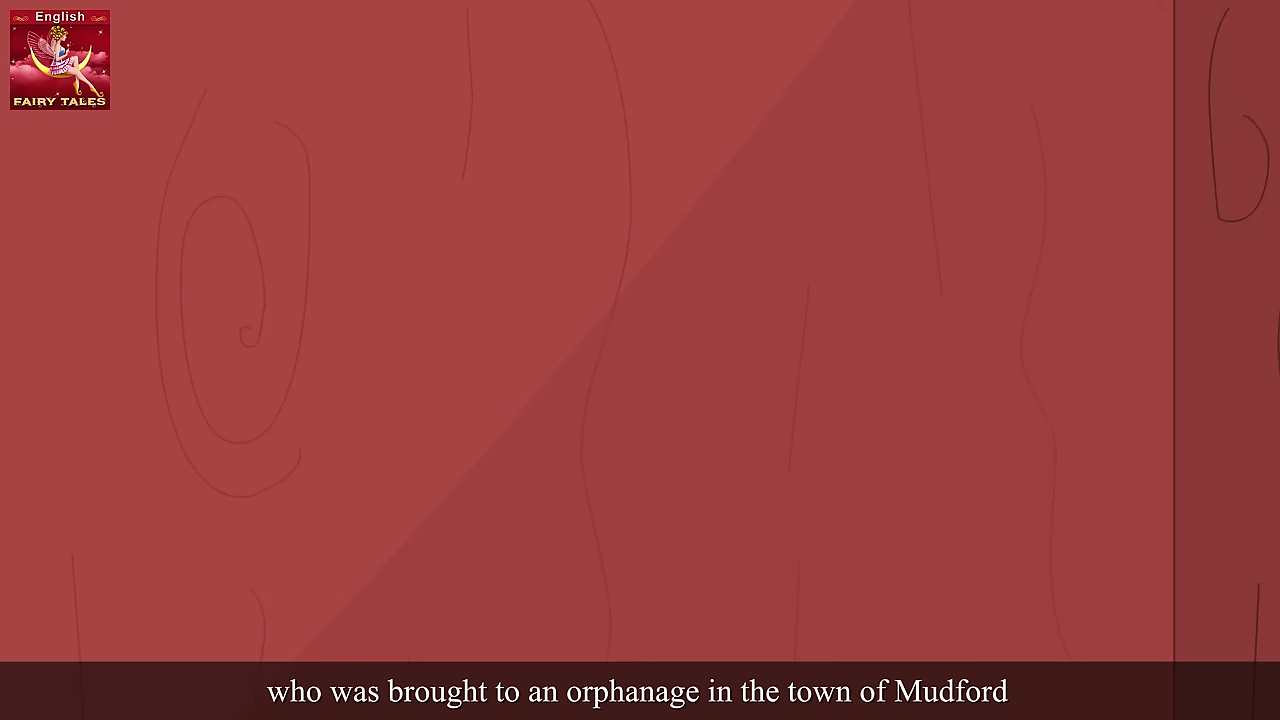 English
FAIRY TALES
who was brought to an orphanage in the town of Mudford